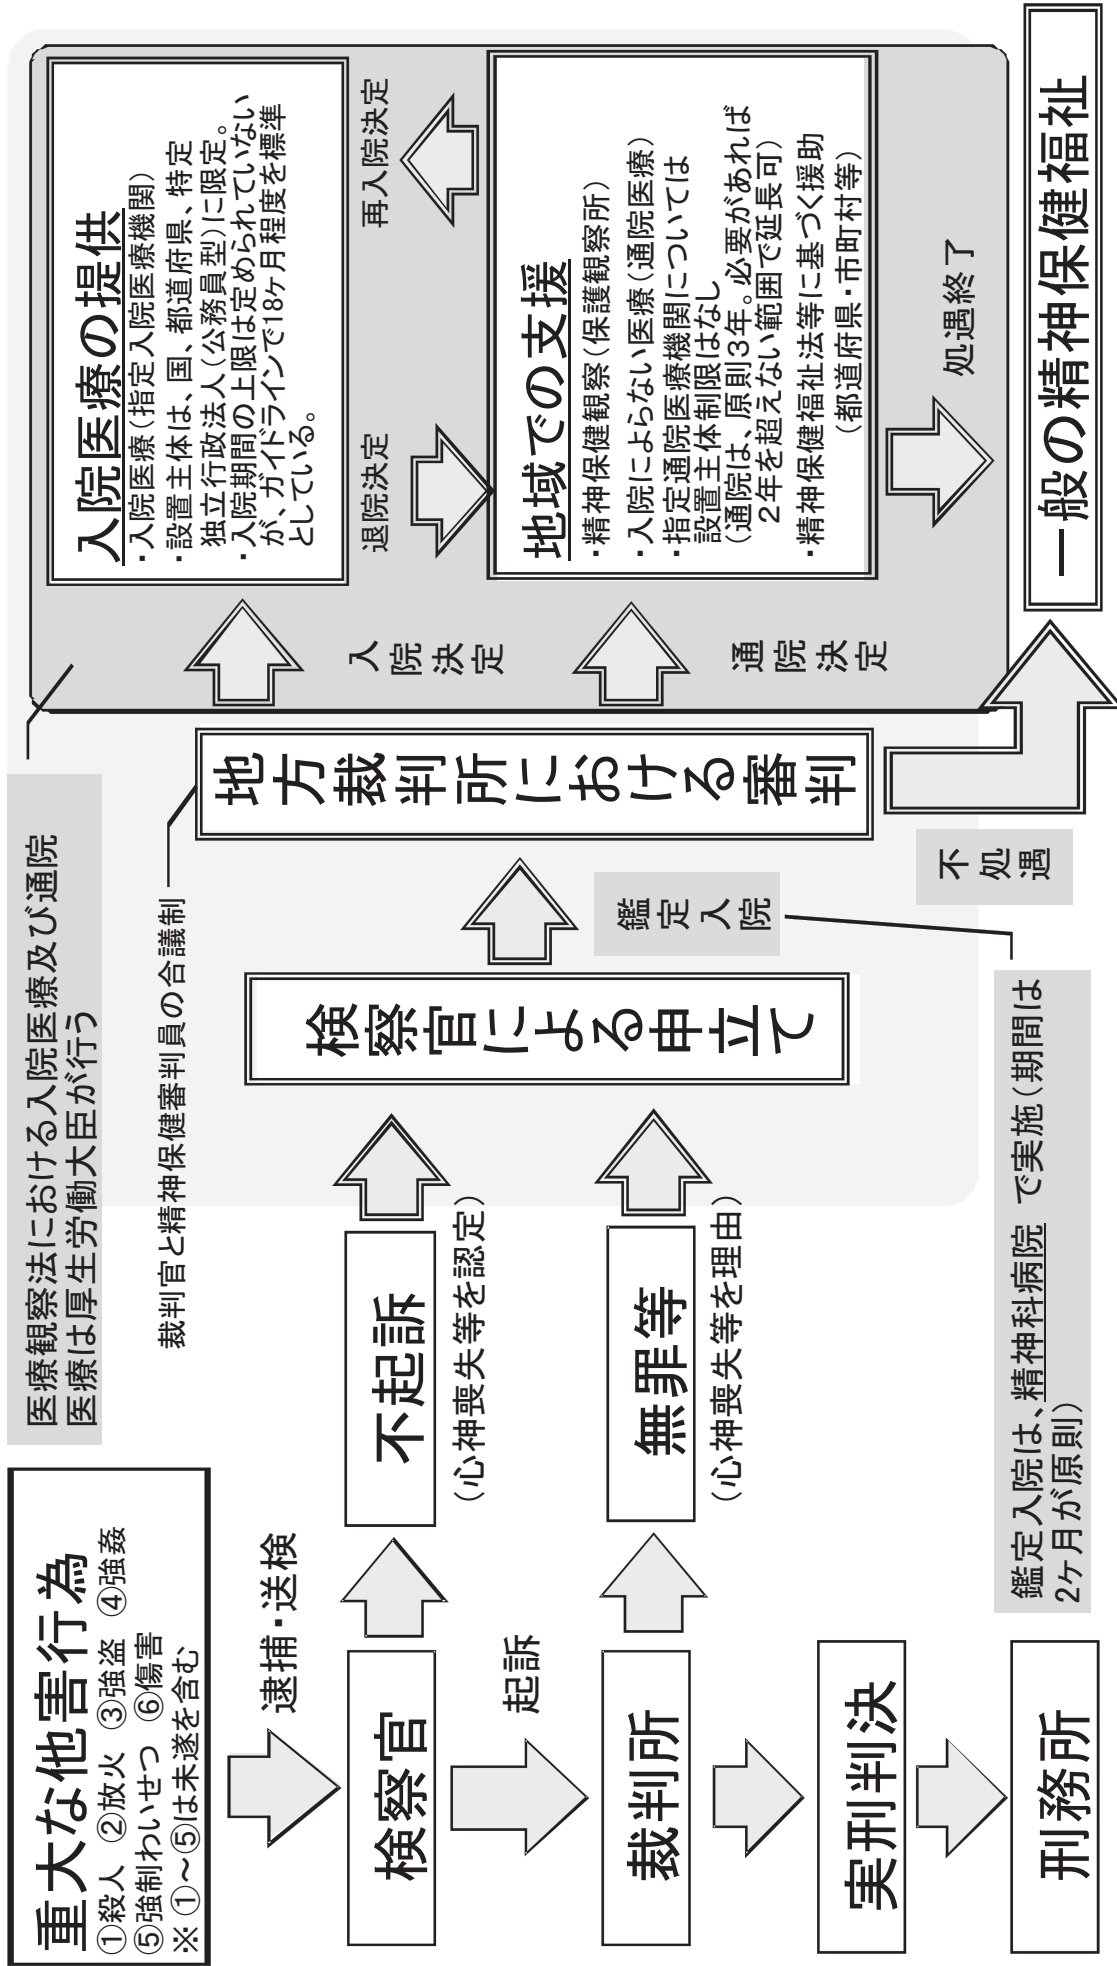 重大な他害行為
①殺人 ②放火 ③強盗 ④強姦
⑤強制わいせつ ⑥傷害
※ ①~⑤は未遂を含む
逮捕・送検
検察官
起訴
裁判所
実刑判決
刑務所
不起訴
(心神喪失等を認定)
無罪等
(心神喪失等を理由)
医療観察法における入院医療及び通院
医療は厚生労働大臣が行う
裁判官と精神保健審判員の合議制
検察官による申立て
鑑定入院
鑑定入院は、精神科病院 で実施(期間は
2ヶ月が原則)
地方裁判所における審判
不処遇
入院決定
通院決定
入院医療の提供
・入院医療(指定入院医療機関)
・設置主体は、国、都道府県、特定
独立行政法人(公務員型)に限定。
・入院期間の上限は定められていない
が、ガイドラインで18ヶ月程度を標準
としている。
退院決定
再入院決定
地域での支援
・精神保健観察(保護観察所)
・入院によらない医療(通院医療)
・指定通院医療機関については
設置主体制限はなし
(通院は、原則3年。必要があれば
2年を超えない範囲で延長可)
・精神保健福祉法等に基づく援助
(都道府県・市町村等)
処遇終了
一般の精神保健福祉